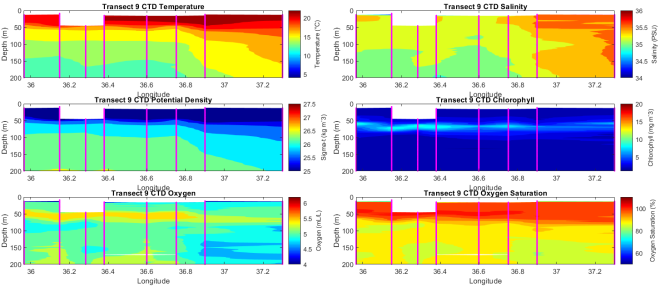 Transect 9 CTD Temperature
Transect 9 CTD Salinity
0
50
100
150
200
Depth (m)
36 36.2 36.4 36.6 36.8 37 37.2
Longitude
20
15
10
5
Temperature (°C)
0
50
100
150
200
Depth (m)
36 36.2 36.4 36.6 36.8 37 37.2
Longitude
36
35.5
35
34.5
34
Salinity (PSU)
Transect 9 CTD Potential Density
Transect 9 CTD Chlorophyll
0
50
100
150
200
Depth (m)
36 36.2 36.4 36.6 36.8 37 37.2
Longitude
27.5
27
26.5
26
25.5
25
Sigmat (kg m^-3)
0
50
100
150
200
Depth (m)
36 36.2 36.4 36.6 36.8 37 37.2
Longitude
20
15
10
5
Chlorophyll (mg m^-3)
Transect 9 CTD Oxygen
Transect 9 CTD Oxygen Saturation
0
50
100
150
200
Depth (m)
36 36.2 36.4 36.6 36.8 37 37.2
Longitude
6
5.5
5
4.5
4
Oxygen (mL/L)
0
50
100
150
200
Depth (m)
36 36.2 36.4 36.6 36.8 37 37.2
Longitude
100
80
60
Oxygen Saturation (%)